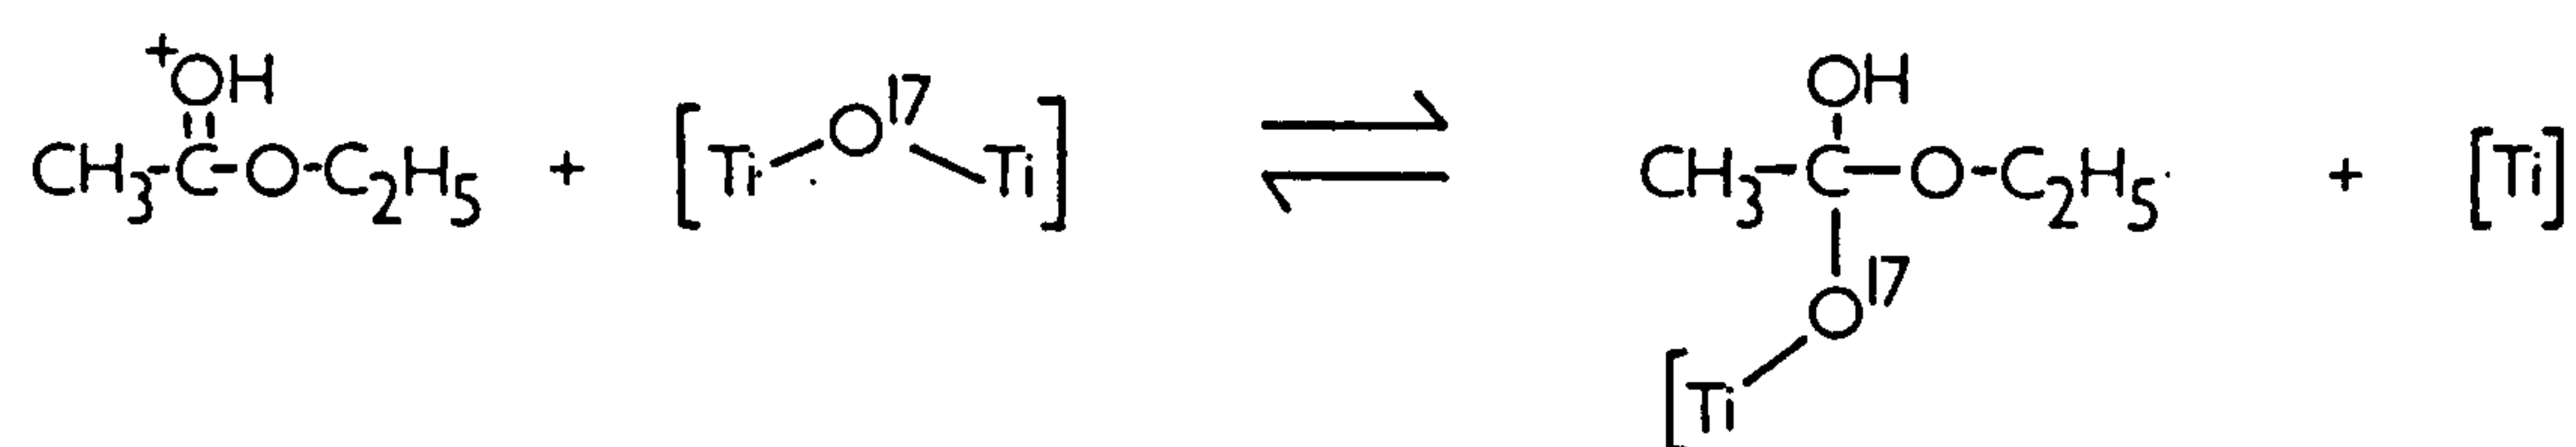 +OH OH
CH3-C-O-C2H5 + [Ti O17 Ti] ⇌ CH3-C-O-C2H5 + [Ti]
O17
[Ti